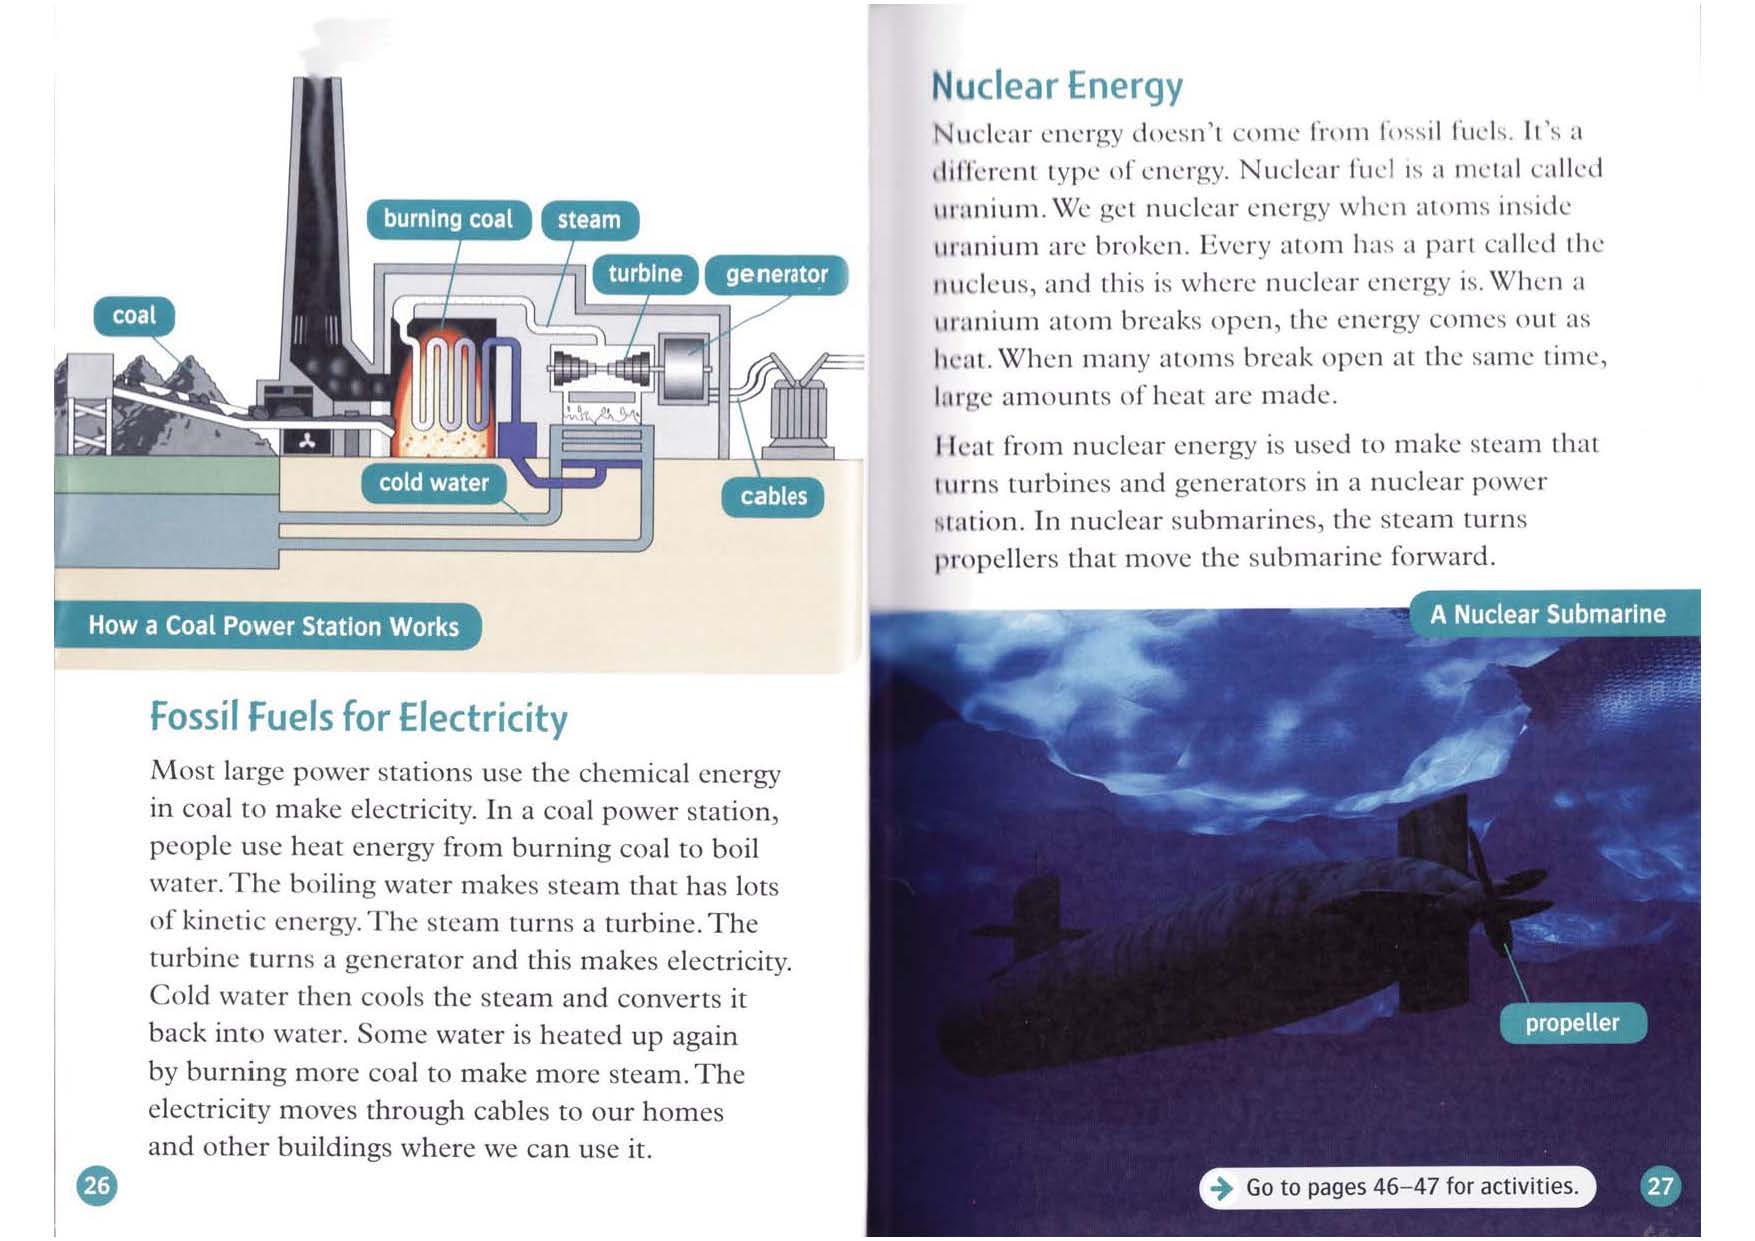 burning coal
steam
turbine
generator
coal
cold water
cables
How a Coal Power Station Works
Fossil Fuels for Electricity
Most large power stations use the chemical energy
in coal to make electricity. In a coal power station,
people use heat energy from burning coal to boil
water. The boiling water makes steam that has lots
of kinetic energy. The steam turns a turbine. The
turbine turns a generator and this makes electricity.
Cold water then cools the steam and converts it
back into water. Some water is heated up again
by burning more coal to make more steam. The
electricity moves through cables to our homes
and other buildings where we can use it.
26
Nuclear Energy
Nuclear energy doesn't come from fossil fuels. It's a
different type of energy. Nuclear fuel is a metal called
uranium. We get nuclear energy when atoms inside
uranium are broken. Every atom has a part called the
nucleus, and this is where nuclear energy is. When a
uranium atom breaks open, the energy comes out as
heat. When many atoms break open at the same time,
large amounts of heat are made.
Heat from nuclear energy is used to make steam that
turns turbines and generators in a nuclear power
station. In nuclear submarines, the steam turns
propellers that move the submarine forward.
A Nuclear Submarine
propeller
Go to pages 46–47 for activities.
27